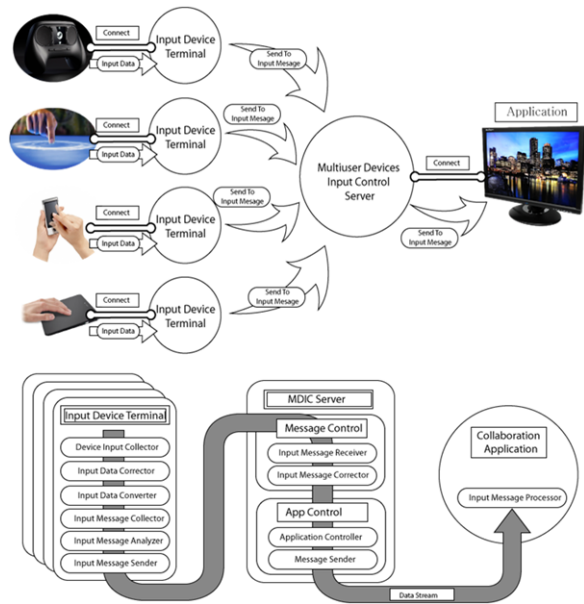 Connect
Input Data
Input Device
Terminal
Send To
Input Mesage
Connect
Input Data
Input Device
Terminal
Send To
Input Mesage
Connect
Input Data
Input Device
Terminal
Send To
Input Mesage
Connect
Input Data
Input Device
Terminal
Send To
Input Mesage
Multiuser Devices
Input Control
Server
Connect
Send To
Input Mesage
Application
Input Device Terminal
Device Input Collector
Input Data Corrector
Input Data Converter
Input Message Collector
Input Message Analyzer
Input Message Sender
MDIC Server
Message Control
Input Message Receiver
Input Message Corrector
App Control
Application Controller
Message Sender
Data Stream
Collaboration
Application
Input Message Processor